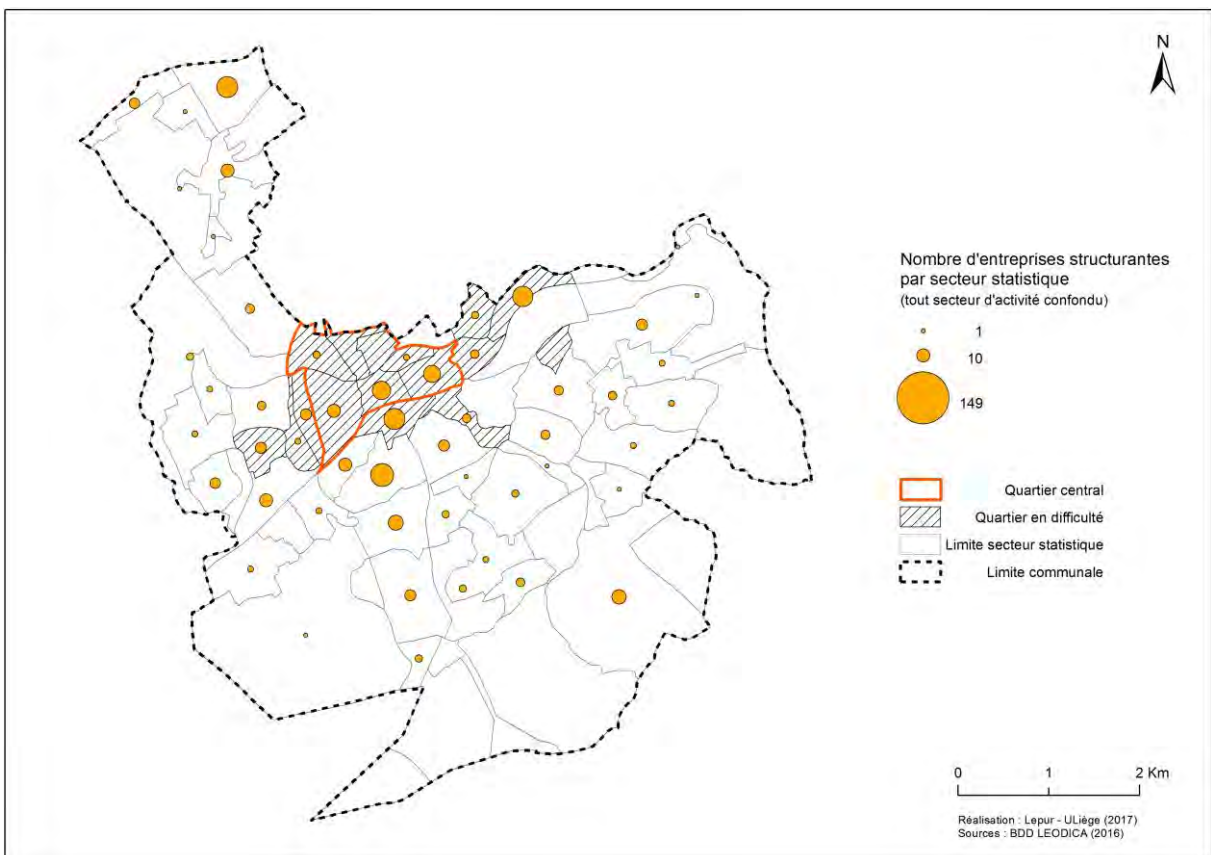 N
Nombre d'entreprises structurantes
par secteur statistique
(tout secteur d'activité confondu)
1
10
149
Quartier central
Quartier en difficulté
Limite secteur statistique
Limite communale
0 1 2 Km
Réalisation : Lepur - ULiège (2017)
Sources : BDD LEODICA (2016)